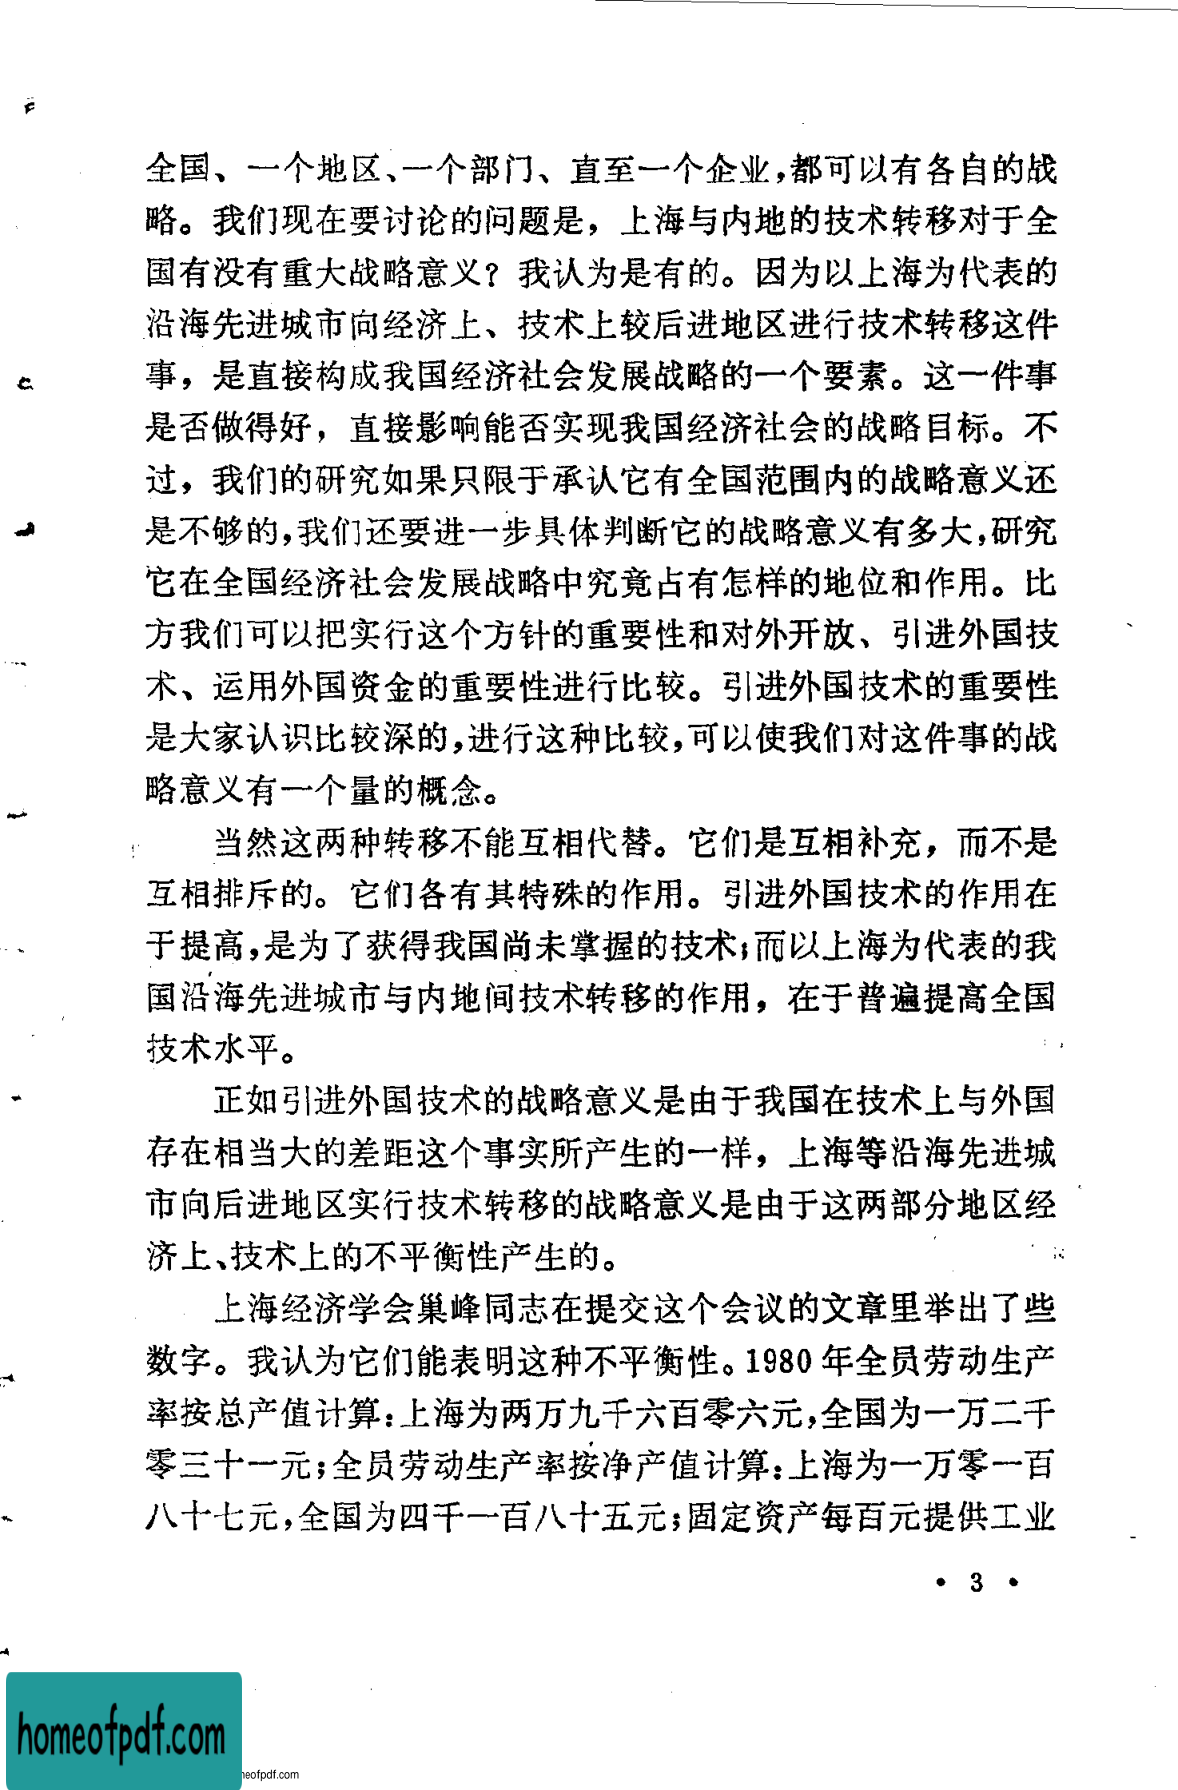 全国、一个地区、一个部门、直至一个企业，都可以有各自的战
略。我们现在要讨论的问题是，上海与内地的技术转移对于全
国有没有重大战略意义？我认为是有的。因为以上海为代表的
沿海先进城市向经济上、技术上较后进地区进行技术转移这件
事，是直接构成我国经济社会发展战略的一个要素。这一件事
是否做得好，直接影响能否实现我国经济社会的战略目标。不
过，我们的研究如果只限于承认它有全国范围内的战略意义还
是不够的，我们还要进一步具体判断它的战略意义有多大，研究
它在全国经济社会发展战略中究竟占有怎样的地位和作用。比
方我们可以把实行这个方针的重要性和对外开放、引进外国技
术、运用外国资金的重要性进行比较。引进外国技术的重要性
是大家认识比较深的，进行这种比较，可以使我们对这件事的战
略意义有一个量的概念。
当然这两种转移不能互相代替。它们是互相补充，而不是
互相排斥的。它们各有其特殊的作用。引进外国技术的作用在
于提高，是为了获得我国尚未掌握的技术；而以上海为代表的我
国沿海先进城市与内地间技术转移的作用，在于普遍提高全国
技术水平。
正如引进外国技术的战略意义是由于我国在技术上与外国
存在相当大的差距这个事实所产生的一样，上海等沿海先进城
市向后进地区实行技术转移的战略意义是由于这两部分地区经
济上、技术上的不平衡性产生的。
上海经济学会巢峰同志在提交这个会议的文章里举出了些
数字。我认为它们能表明这种不平衡性。1980年全员劳动生产
率按总产值计算：上海为两万九千六百零六元，全国为一万二千
零三十一元；全员劳动生产率按净产值计算：上海为一万零一百
八十七元，全国为四千一百八十五元；固定资产每百元提供工业
• 3 •
homeofpdf.com
eofpdf.com